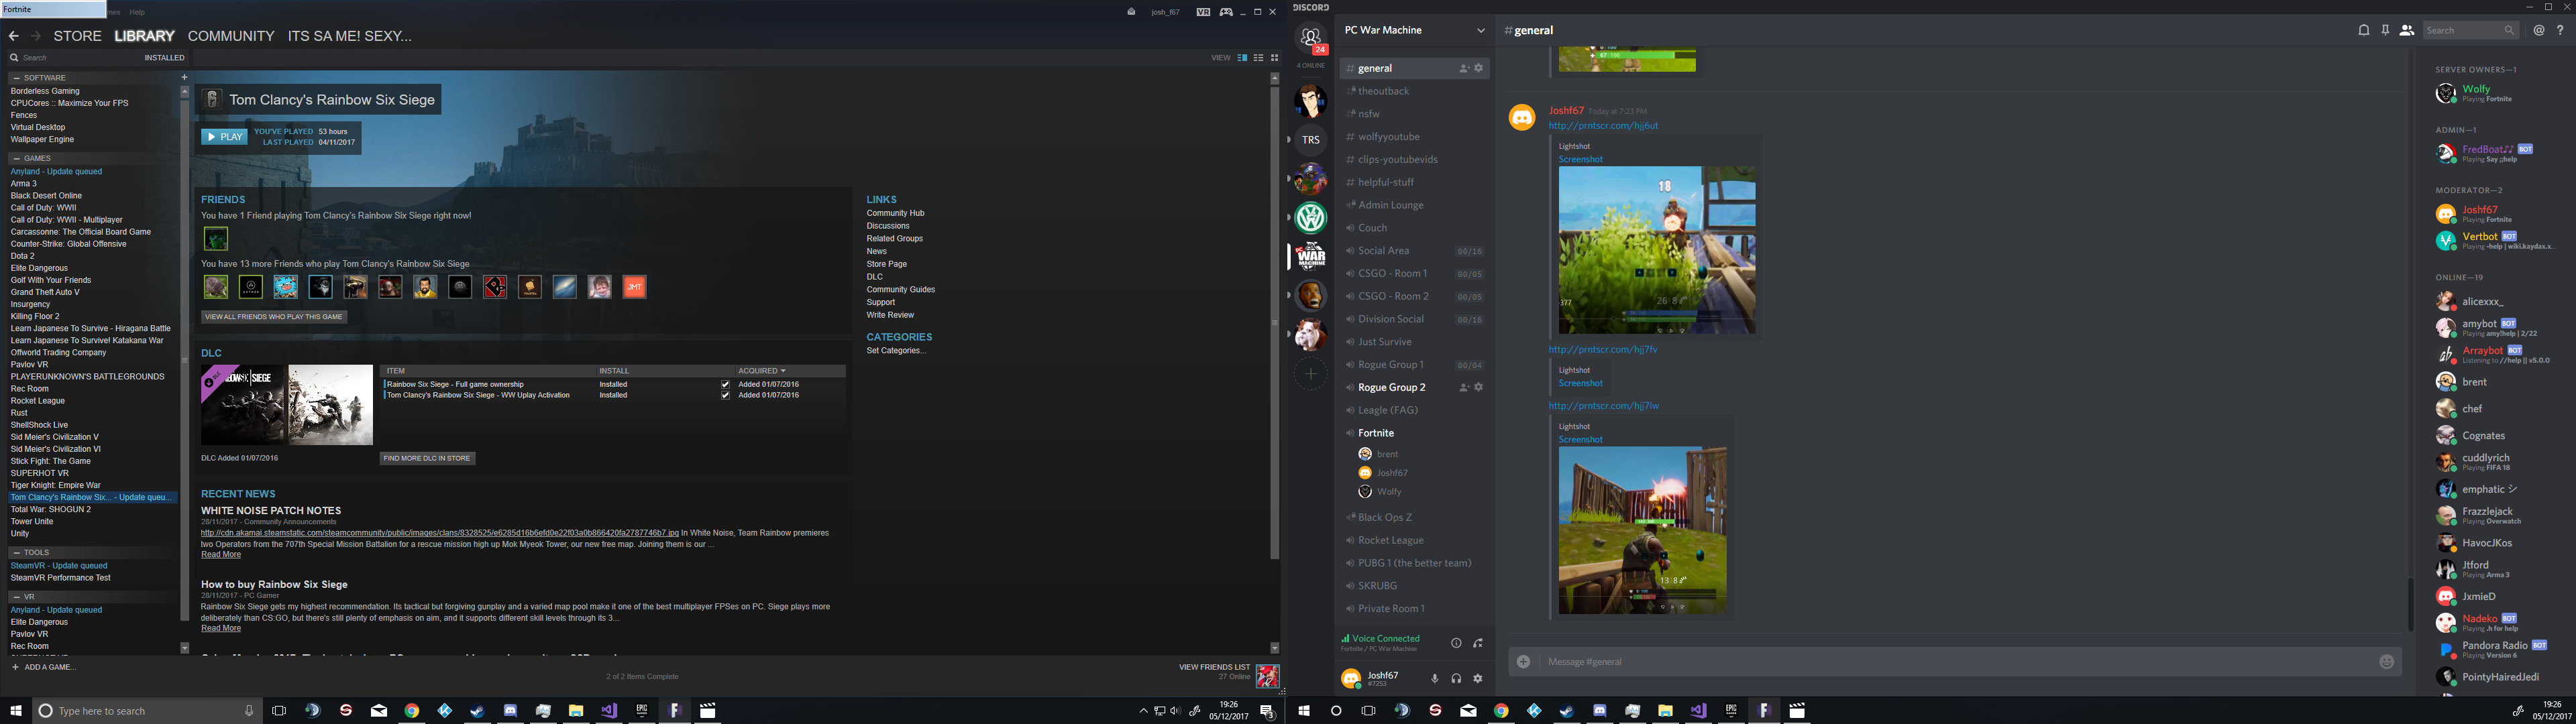 Fortnite
Games Help
josh_f67
VR
STORE LIBRARY COMMUNITY ITS SA ME! SEXY...
Search INSTALLED
VIEW
SOFTWARE
Borderless Gaming
CPUCores :: Maximize Your FPS
Fences
Virtual Desktop
Wallpaper Engine
GAMES
Anyland - Update queued
Arma 3
Black Desert Online
Call of Duty: WWII
Call of Duty: WWII - Multiplayer
Carcassonne: The Official Board Game
Counter-Strike: Global Offensive
Dota 2
Elite Dangerous
Golf With Your Friends
Grand Theft Auto V
Insurgency
Killing Floor 2
Learn Japanese To Survive - Hiragana Battle
Learn Japanese To Survive! Katakana War
Offworld Trading Company
Pavlov VR
PLAYERUNKNOWN'S BATTLEGROUNDS
Rec Room
Rocket League
Rust
ShellShock Live
Sid Meier's Civilization V
Sid Meier's Civilization VI
Stick Fight: The Game
SUPERHOT VR
Tiger Knight: Empire War
Tom Clancy's Rainbow Six... - Update queu...
Total War: SHOGUN 2
Tower Unite
Unity
TOOLS
SteamVR - Update queued
SteamVR Performance Test
VR
Anyland - Update queued
Elite Dangerous
Pavlov VR
Rec Room
ADD A GAME...
Tom Clancy's Rainbow Six Siege
PLAY
YOU'VE PLAYED 53 hours
LAST PLAYED 04/11/2017
FRIENDS
You have 1 Friend playing Tom Clancy's Rainbow Six Siege right now!
You have 13 more Friends who play Tom Clancy's Rainbow Six Siege
JMT
VIEW ALL FRIENDS WHO PLAY THIS GAME
DLC
DLC
SIEGE
DLC Added 01/07/2016
ITEM INSTALL ACQUIRED
Rainbow Six Siege - Full game ownership Installed Added 01/07/2016
Tom Clancy's Rainbow Six Siege - WW Uplay Activation Installed Added 01/07/2016
FIND MORE DLC IN STORE
RECENT NEWS
WHITE NOISE PATCH NOTES
28/11/2017 - Community Announcements
http://cdn.akamai.steamstatic.com/steamcommunity/public/images/clans/8328525/e6285d16b6efd0e22f03a0b866420fa2787746b7.jpg In White Noise, Team Rainbow premieres
two Operators from the 707th Special Mission Battalion for a rescue mission high up Mok Myeok Tower, our new free map. Joining them is our ...
Read More
How to buy Rainbow Six Siege
28/11/2017 - PC Gamer
Rainbow Six Siege gets my highest recommendation. Its tactical but forgiving gunplay and a varied map pool make it one of the best multiplayer FPSes on PC. Siege plays more
deliberately than CS:GO, but there's still plenty of emphasis on aim, and it supports different skill levels through its 3...
Read More
LINKS
Community Hub
Discussions
Related Groups
News
Store Page
DLC
Community Guides
Support
Write Review
CATEGORIES
Set Categories...
2 of 2 Items Complete
VIEW FRIENDS LIST
27 Online
Type here to search
EPIC
19:26
05/12/2017
3
DISCORD
24
4 ONLINE
TRS
WAR
MACHINE
PC War Machine
general
theoutback
nsfw
wolfyyoutube
clips-youtubevids
helpful-stuff
Admin Lounge
Couch
Social Area 00/16
CSGO - Room 1 00/05
CSGO - Room 2 00/05
Division Social 00/16
Just Survive
Rogue Group 1 00/04
Rogue Group 2
Leagle (FAG)
Fortnite
brent
Joshf67
Wolfy
Black Ops Z
Rocket League
PUBG 1 (the better team)
SKRUBG
Private Room 1
Voice Connected
Fortnite / PC War Machine
Joshf67
#7253
#general
Search
67 | 100
Joshf67 Today at 7:23 PM
http://prntscr.com/hjj6ut
Lightshot
Screenshot
18
377
26|8
http://prntscr.com/hjj7fv
Lightshot
Screenshot
http://prntscr.com/hjj7lw
Lightshot
Screenshot
13|8
Message #general
SERVER OWNERS—1
Wolfy
Playing Fortnite
ADMIN—1
FredBoat♪♪ BOT
Playing Say ;;help
MODERATOR—2
Joshf67
Playing Fortnite
Vertbot BOT
Playing •help | wiki.kaydax.x...
ONLINE—19
alicexxx_
amybot BOT
Playing amy!help | 2/22
Arraybot BOT
Listening to //help || v5.0.0
brent
chef
Cognates
cuddlyrich
Playing FIFA 18
emphatic シ
Frazzlejack
Playing Overwatch
HavocJKos
Jtford
Playing Arma 3
JxmieD
Nadeko BOT
Playing .h for help
Pandora Radio BOT
Playing Version 6
PointyHairedJedi
EPIC
19:26
05/12/2017